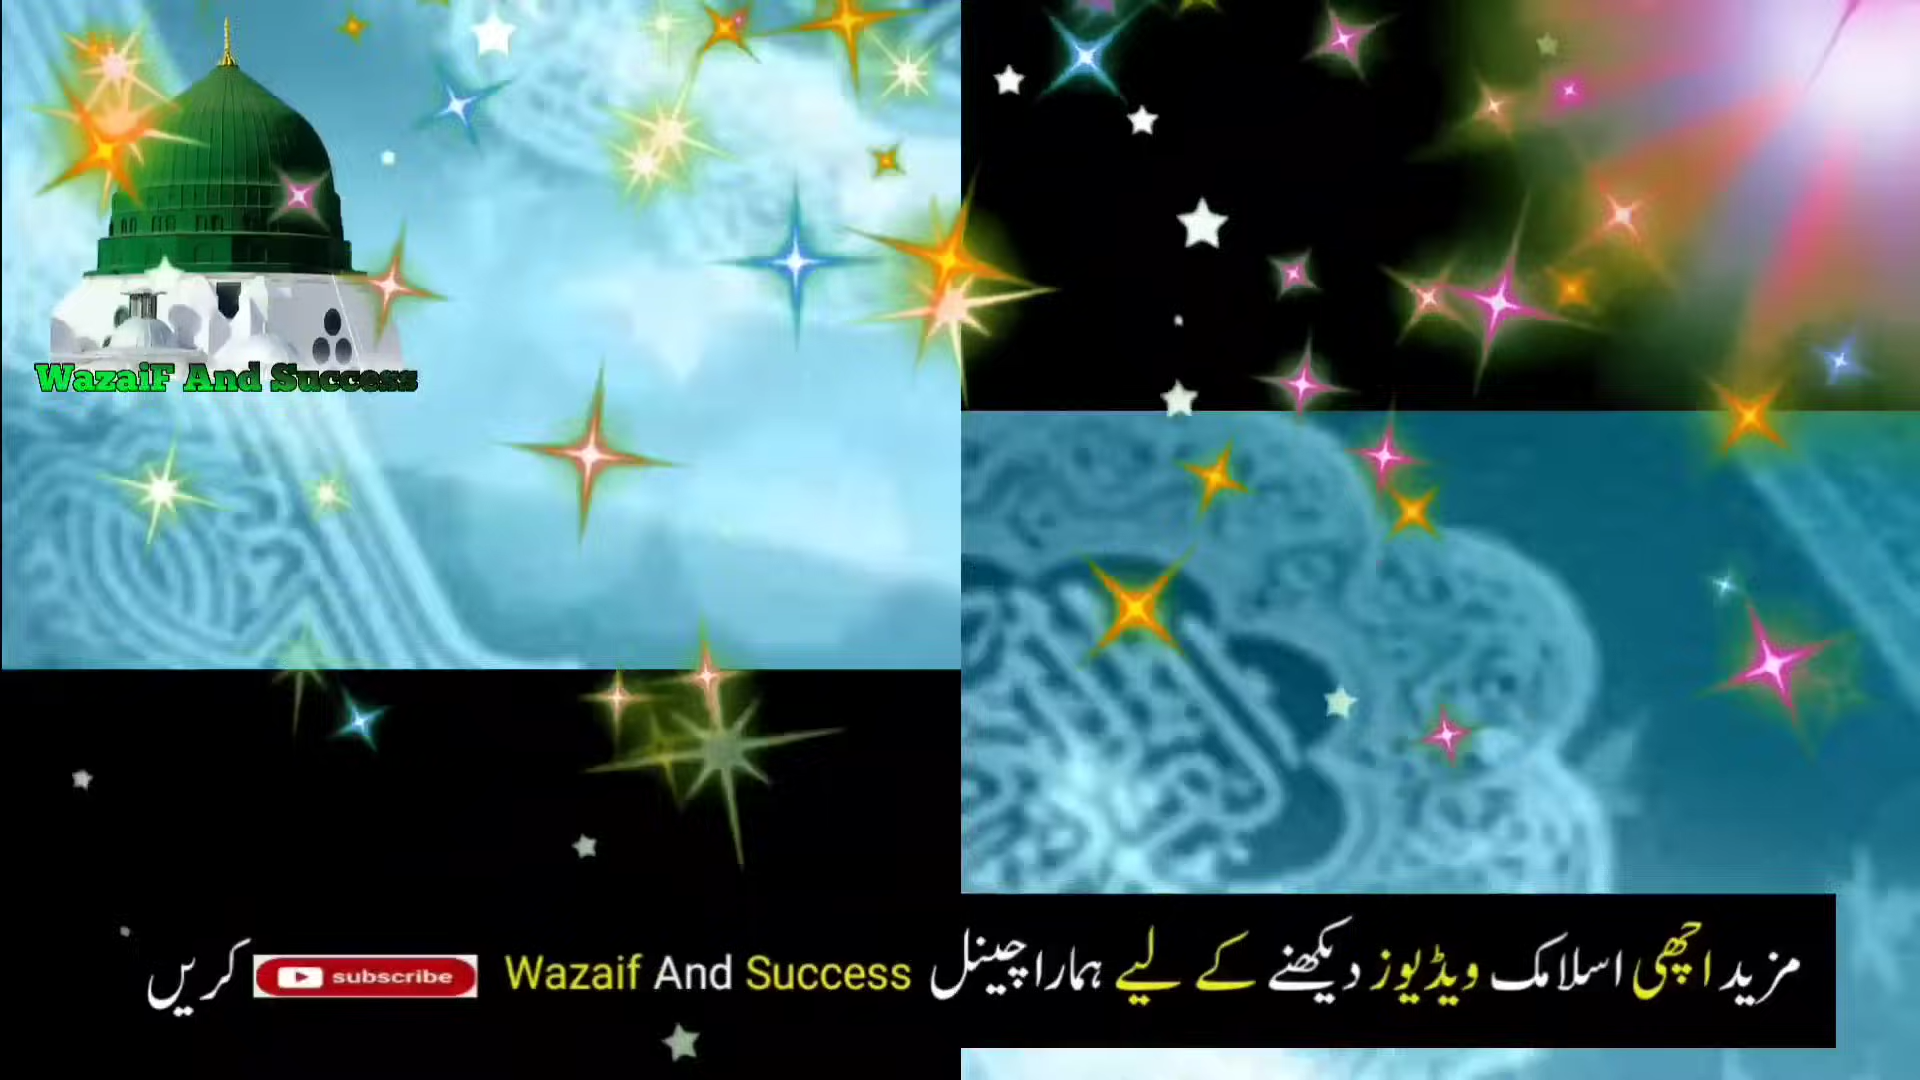 WazaiF And Success
مزید اچھی اسلامک ویڈیوز دیکھنے کے لیے ہمارا چینل Wazaif And Success subscribe کریں